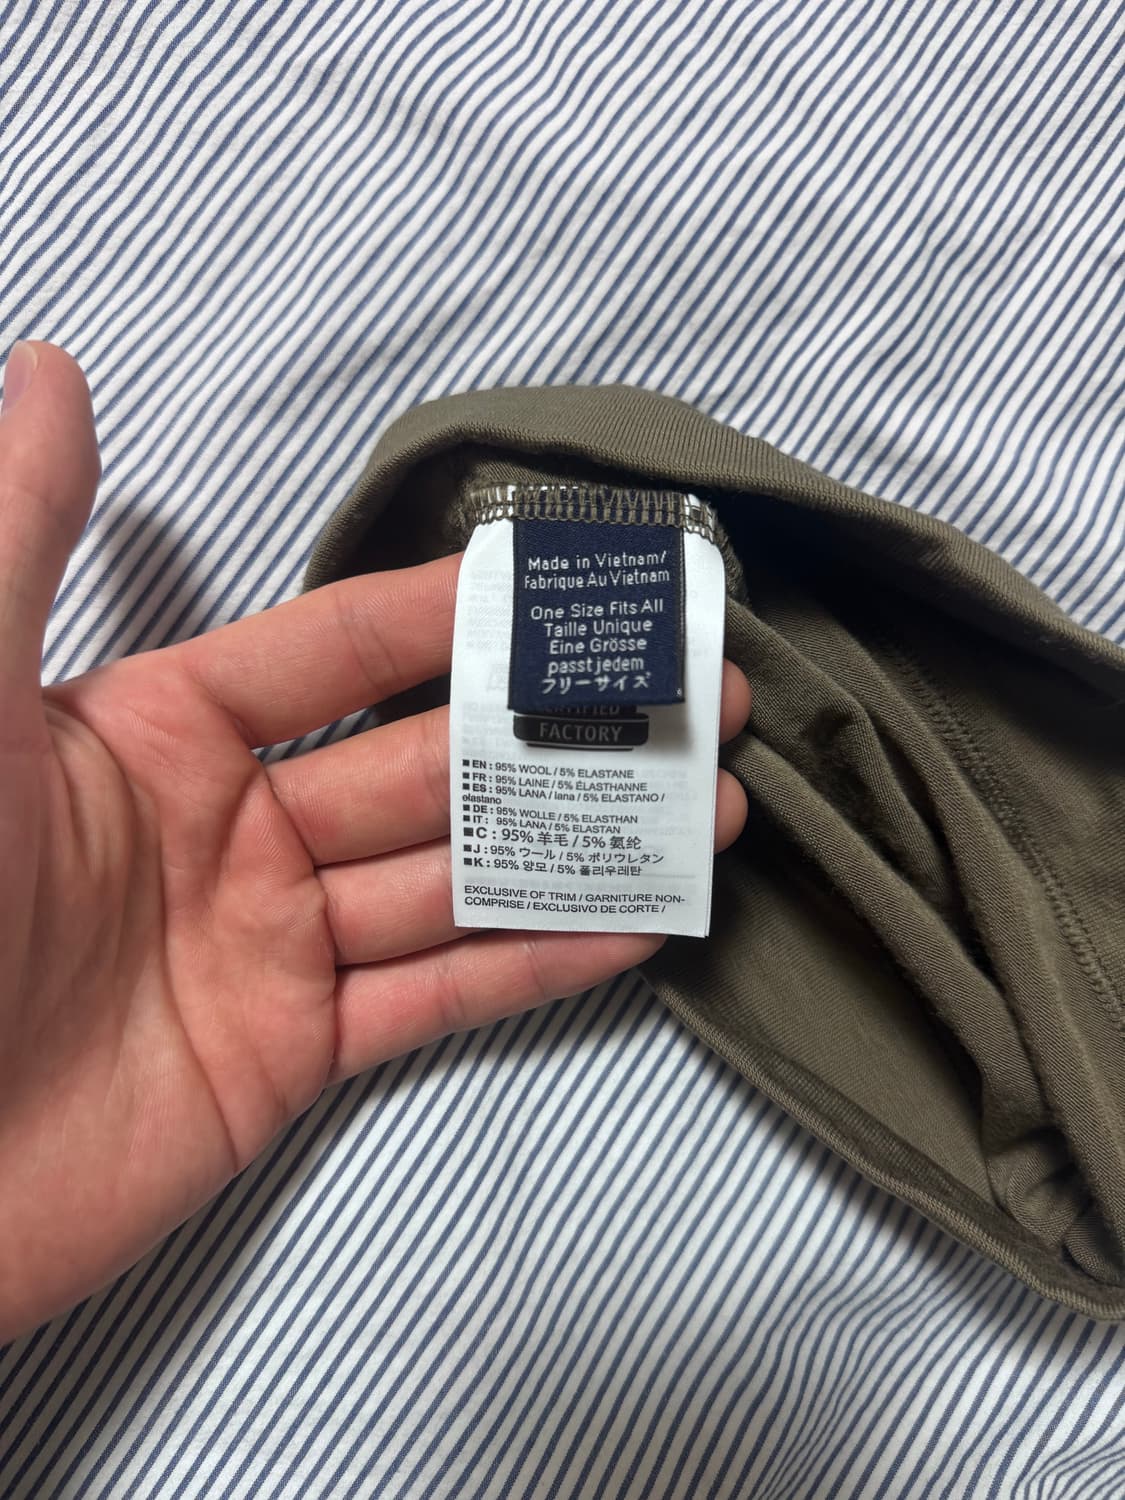 Made in Vietnam/
Fabrique Au Vietnam
One Size Fits All
Taille Unique
Eine Grösse
passt jedem
フリーサイズ
FACTORY
■ EN : 95% WOOL / 5% ELASTANE
■ FR : 95% LAINE / 5% ÉLASTHANNE
■ ES : 95% LANA / lana / 5% ELASTANO /
elastano
■ DE : 95% WOLLE / 5% ELASTHAN
■ IT : 95% LANA / 5% ELASTAN
■ C : 95% 羊毛 / 5% 氨纶
■ J : 95% ウール / 5% ポリウレタン
■ K : 95% 양모 / 5% 폴리우레탄
EXCLUSIVE OF TRIM / GARNITURE NON-
COMPRISE / EXCLUSIVO DE CORTE /